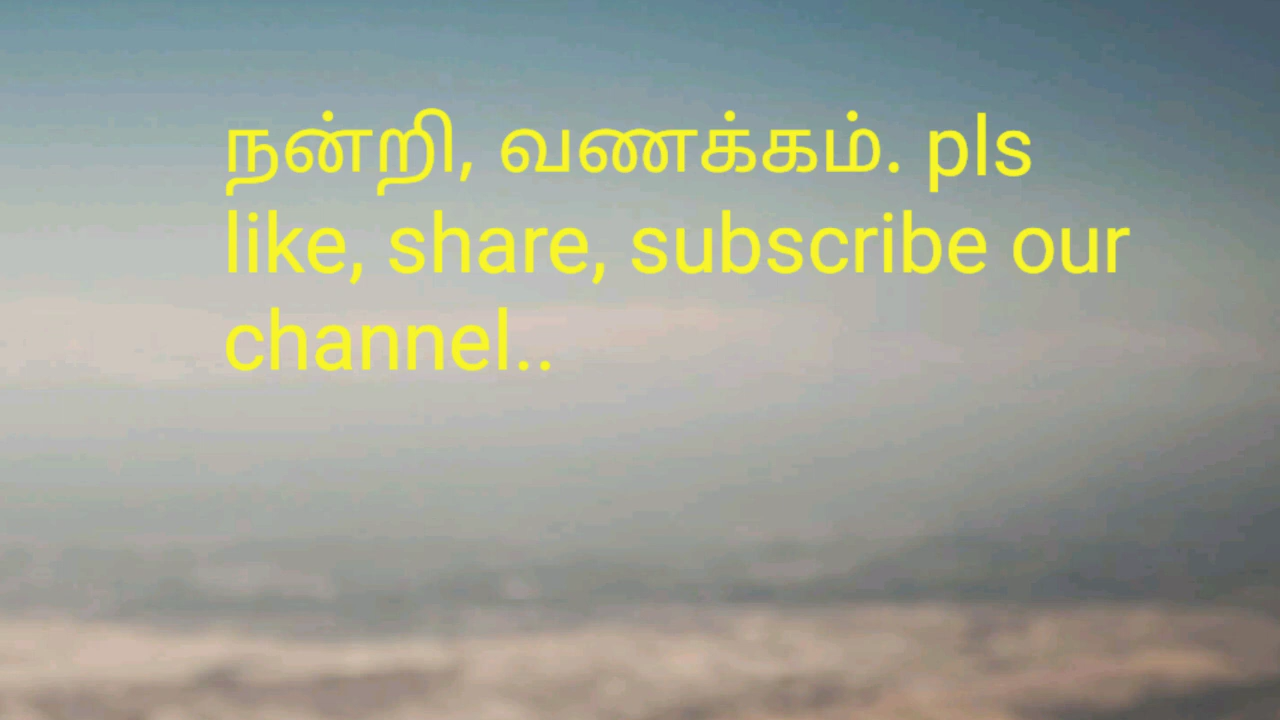 நன்றி, வணக்கம். pls
like, share, subscribe our
channel..